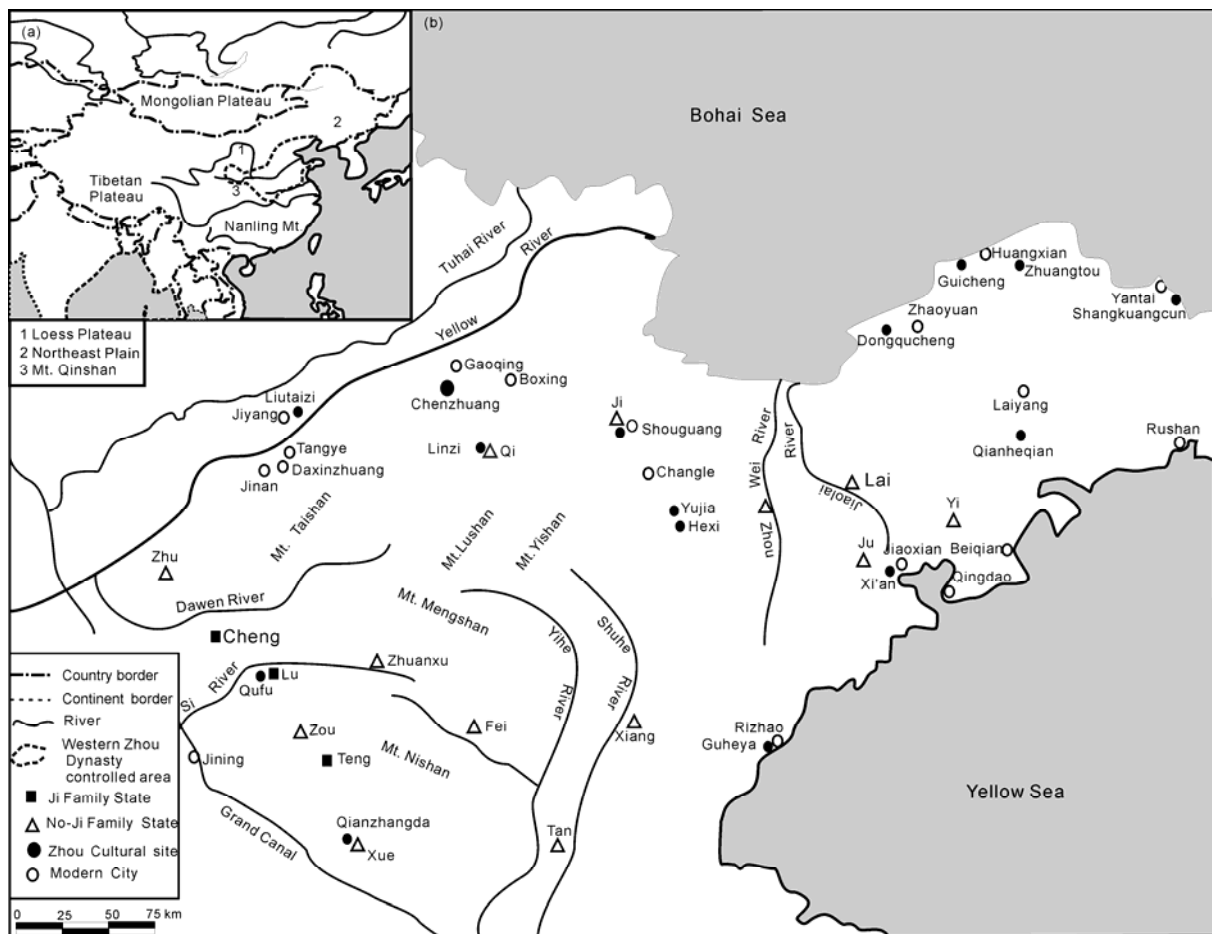 (a)
Mongolian Plateau
2
1
Tibetan
Plateau
3
Nanling Mt.
1 Loess Plateau
2 Northeast Plain
3 Mt. Qinshan
(b)
Bohai Sea
Tuhai River
Yellow
River
Huangxian
Guicheng
Zhuangtou
Yantai
Shangkuangcun
Zhaoyuan
Dongqucheng
Gaoqing
Boxing
Chenzhuang
Liutaizi
Jiyang
Ji
Shouguang
Laiyang
Qianheqian
Rushan
Tangye
Daxinzhuang
Jinan
Linzi
Qi
Changle
Wei
River
River
Jiaolai
Lai
Yujia
Hexi
Zhou
Yi
Mt. Taishan
Mt. Lushan
Mt. Yishan
Zhu
Ju
Jiaoxian
Beiqian
Xi'an
Qingdao
Dawen River
Mt. Mengshan
Yihe
River
Shuhe
River
Cheng
Si
River
Lu
Qufu
Zhuanxu
Zou
Fei
Xiang
Rizhao
Guheya
Jining
Teng
Mt. Nishan
Yellow Sea
Grand Canal
Qianzhangda
Xue
Tan
Country border
Continent border
River
Western Zhou
Dynasty
controlled area
Ji Family State
No-Ji Family State
Zhou Cultural site
Modern City
0 25 50 75 km